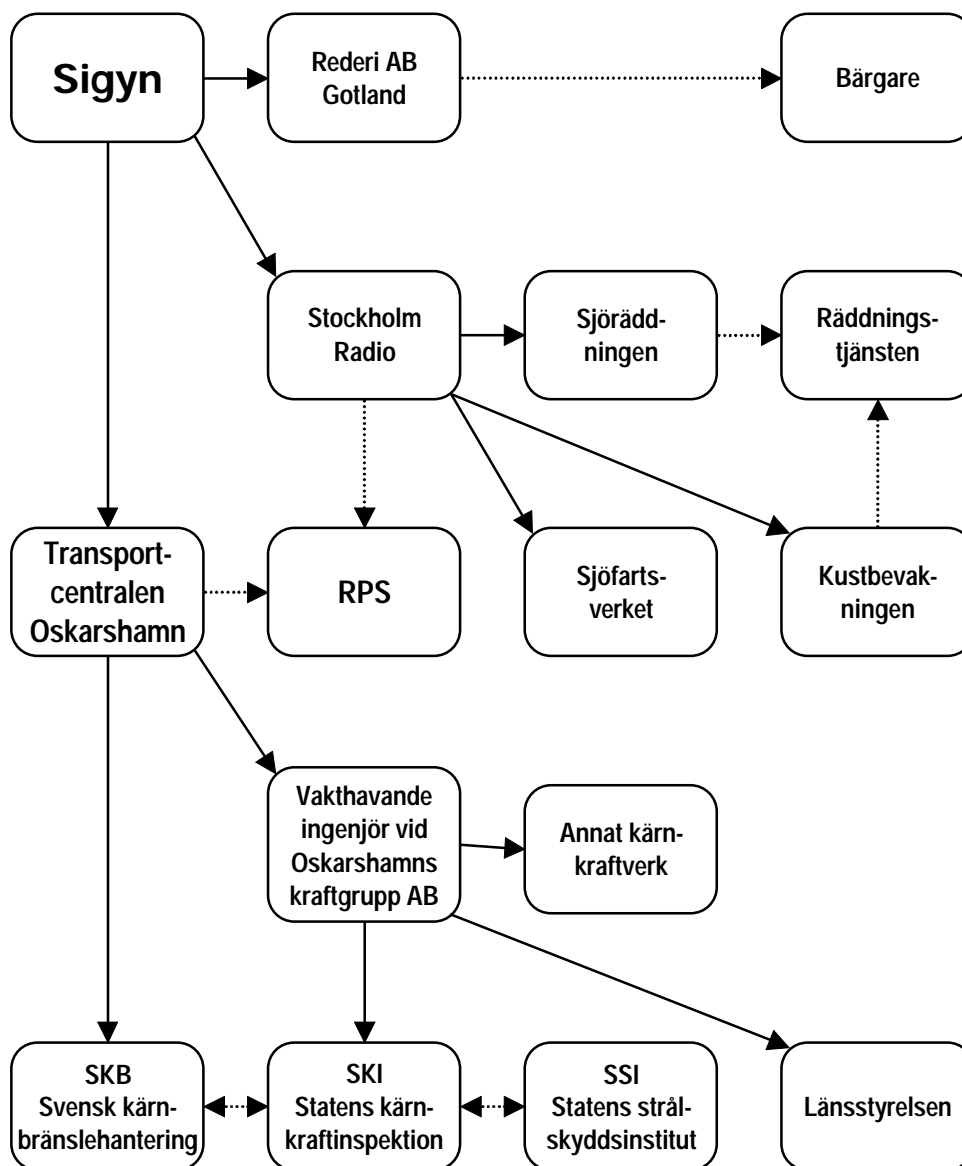 Sigyn
Rederi AB
Gotland
Bärgare
Stockholm
Radio
Sjörädd-
ningen
Räddnings-
tjänsten
Transport-
centralen
Oskarshamn
RPS
Sjöfarts-
verket
Kustbevak-
ningen
Vakthavande
ingenjör vid
Oskarshamns
kraftgrupp AB
Annat kärn-
kraftverk
SKB
Svensk kärn-
bränslehantering
SKI
Statens kärn-
kraftinspektion
SSI
Statens strål-
skyddsinstitut
Länsstyrelsen